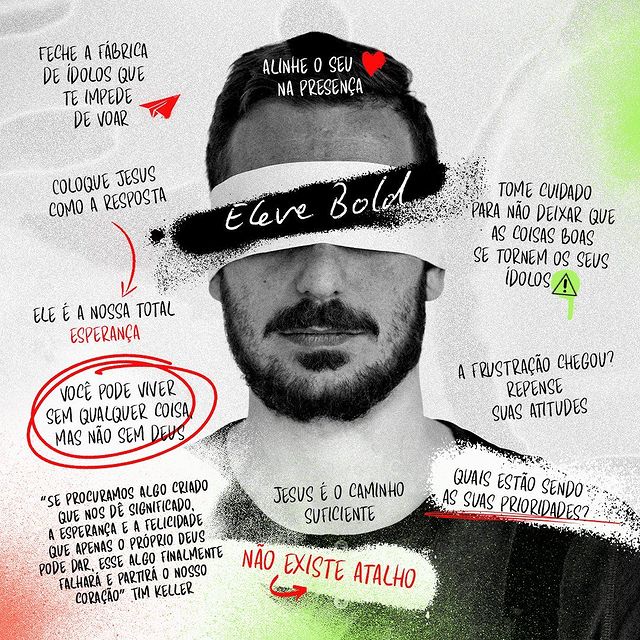 FECHE A FÁBRICA
DE ÍDOLOS QUE
TE IMPEDE
DE VOAR
ALINHE O SEU
NA PRESENÇA
COLOQUE JESUS
COMO A RESPOSTA
Eleve Bold
TOME CUIDADO
PARA NÃO DEIXAR QUE
AS COISAS BOAS
SE TORNEM OS SEUS
ÍDOLOS
ELE É A NOSSA TOTAL
ESPERANÇA
A FRUSTRAÇÃO CHEGOU?
REPENSE
SUAS ATITUDES
VOCÊ PODE VIVER
SEM QUALQUER COISA,
MAS NÃO SEM DEUS
QUAIS ESTÃO SENDO
AS SUAS PRIORIDADES?
"SE PROCURAMOS ALGO CRIADO
QUE NOS DÊ SIGNIFICADO,
A ESPERANÇA E A FELICIDADE
QUE APENAS O PRÓPRIO DEUS
PODE DAR, ESSE ALGO FINALMENTE
FALHARÁ E PARTIRÁ O NOSSO
CORAÇÃO" TIM KELLER
JESUS É O CAMINHO
SUFICIENTE
NÃO EXISTE ATALHO